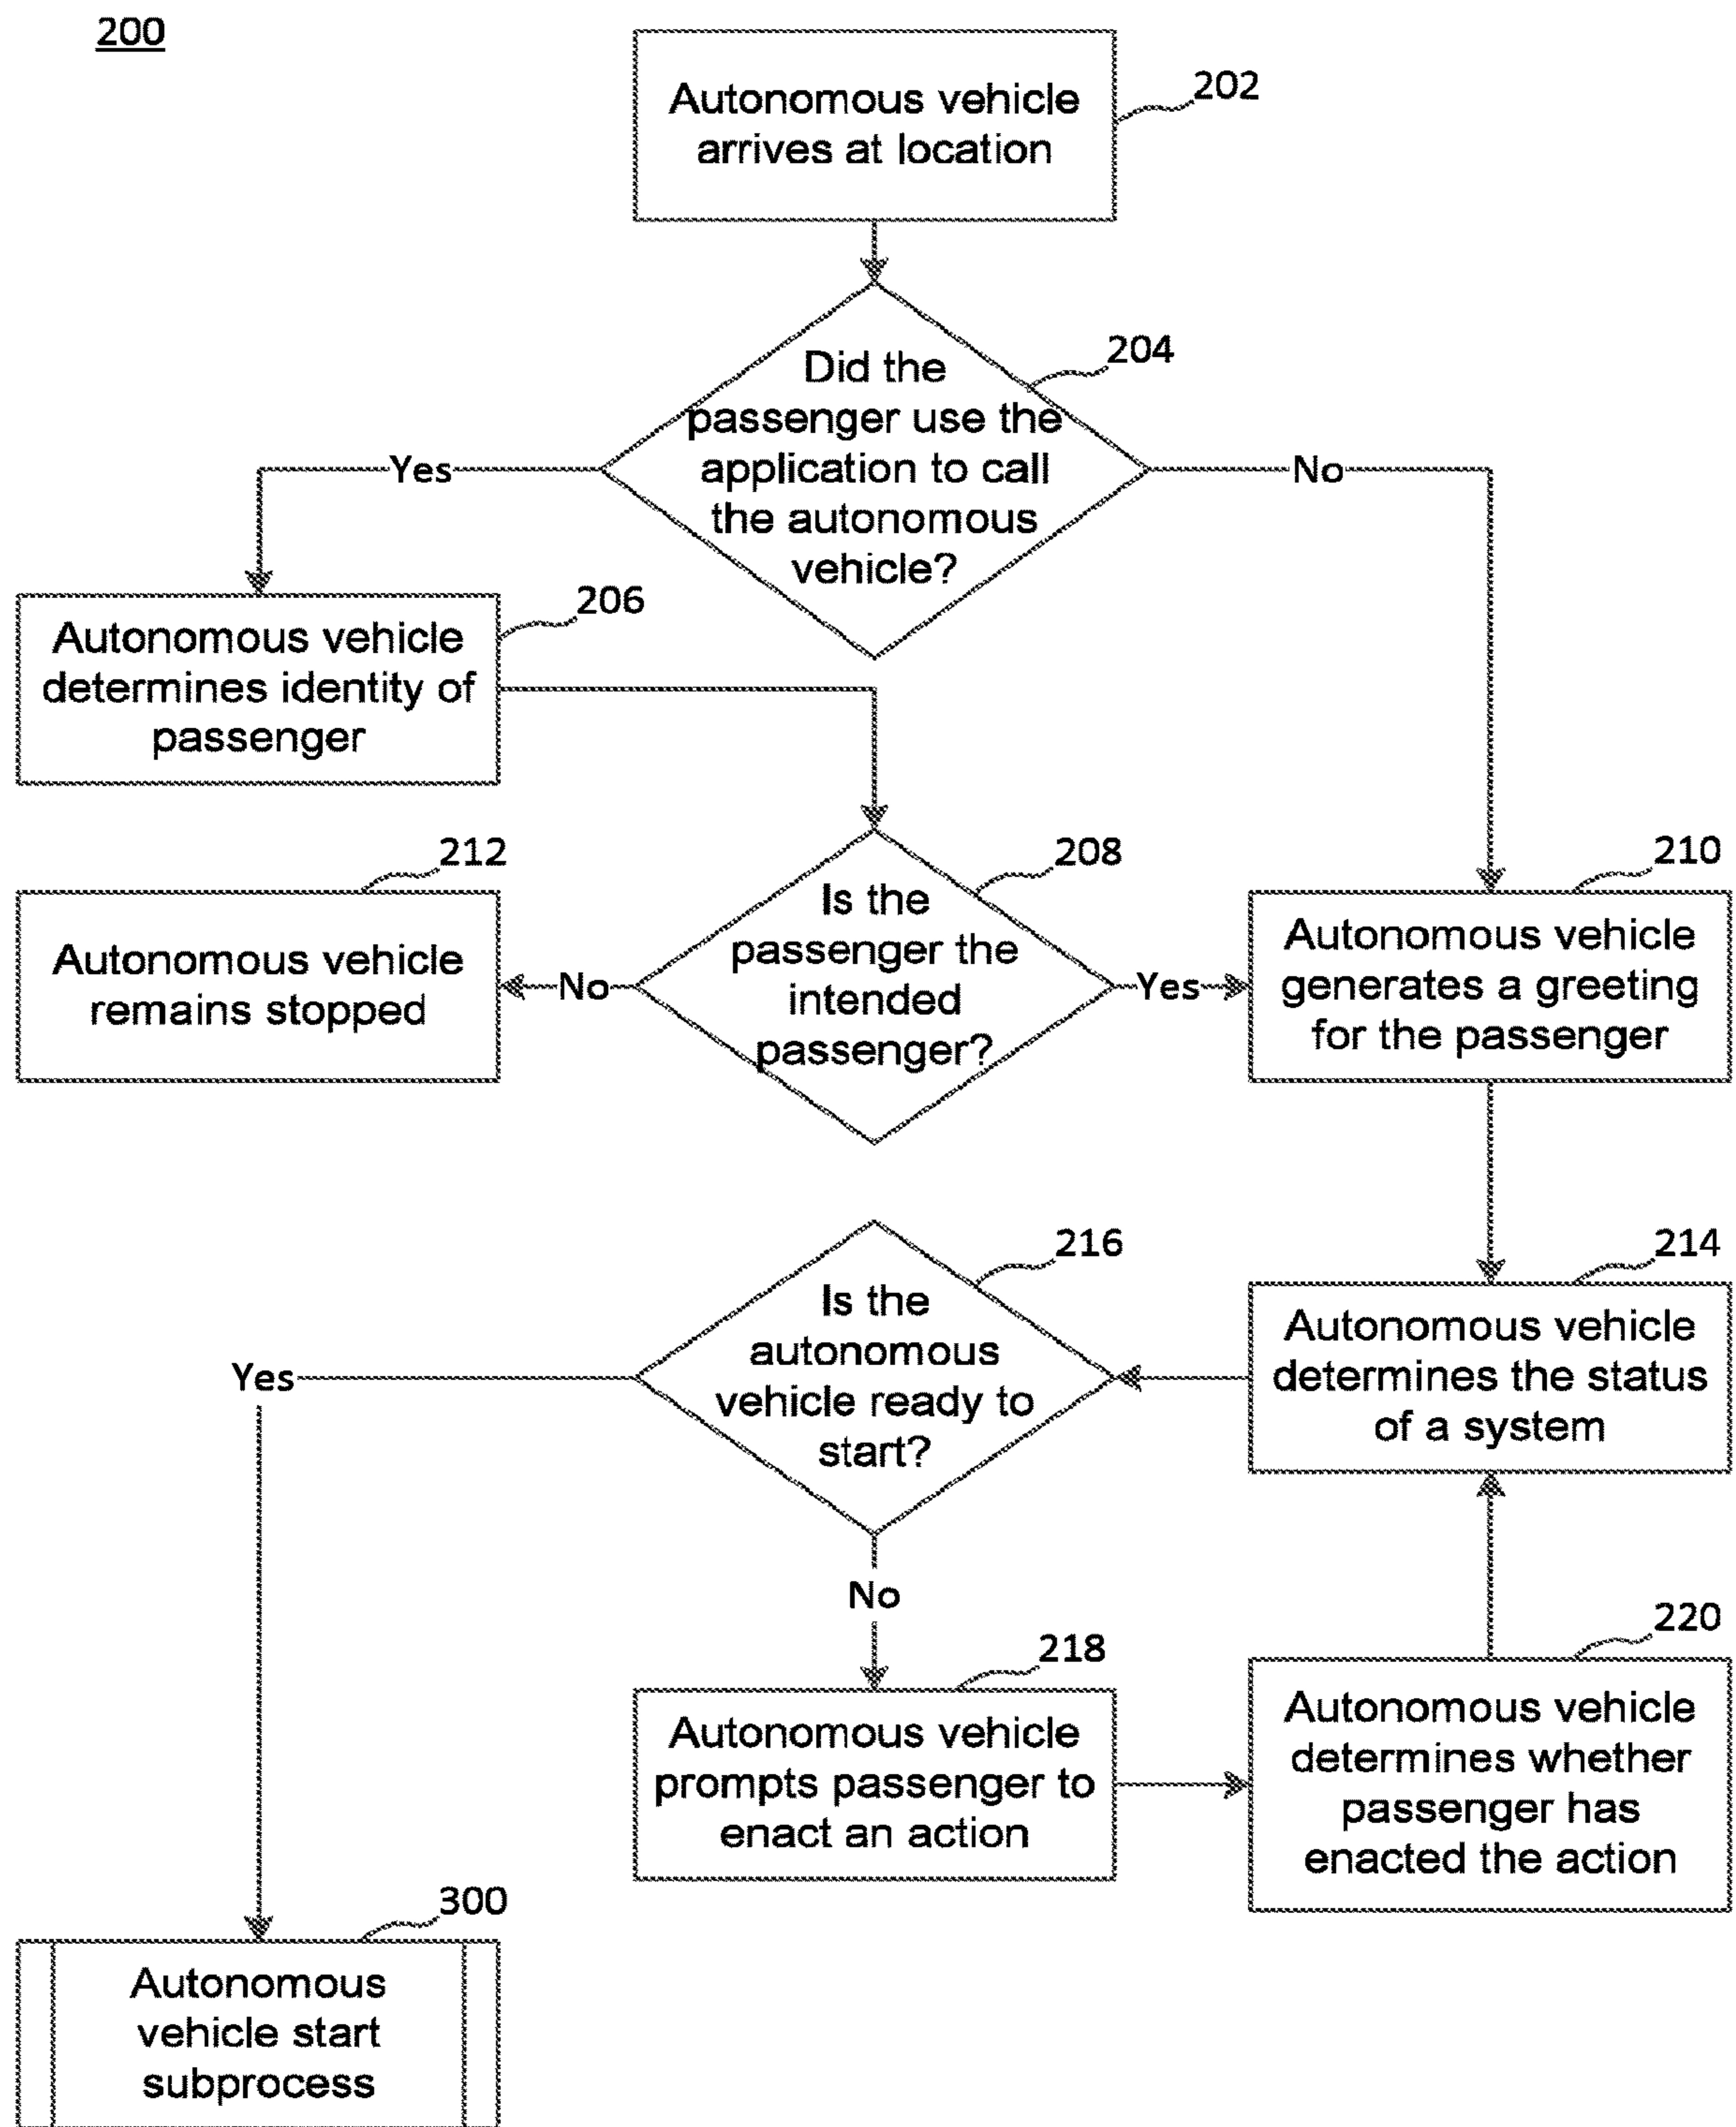 200
Autonomous vehicle
arrives at location
202
Did the
passenger use the
application to call
the autonomous
vehicle?
204
Yes
No
Autonomous vehicle
determines identity of
passenger
206
Autonomous vehicle
remains stopped
212
Is the
passenger the
intended
passenger?
208
No
Yes
Autonomous vehicle
generates a greeting
for the passenger
210
Autonomous vehicle
determines the status
of a system
214
Is the
autonomous
vehicle ready to
start?
216
Yes
No
Autonomous vehicle
prompts passenger to
enact an action
218
Autonomous vehicle
determines whether
passenger has
enacted the action
220
Autonomous
vehicle start
subprocess
300